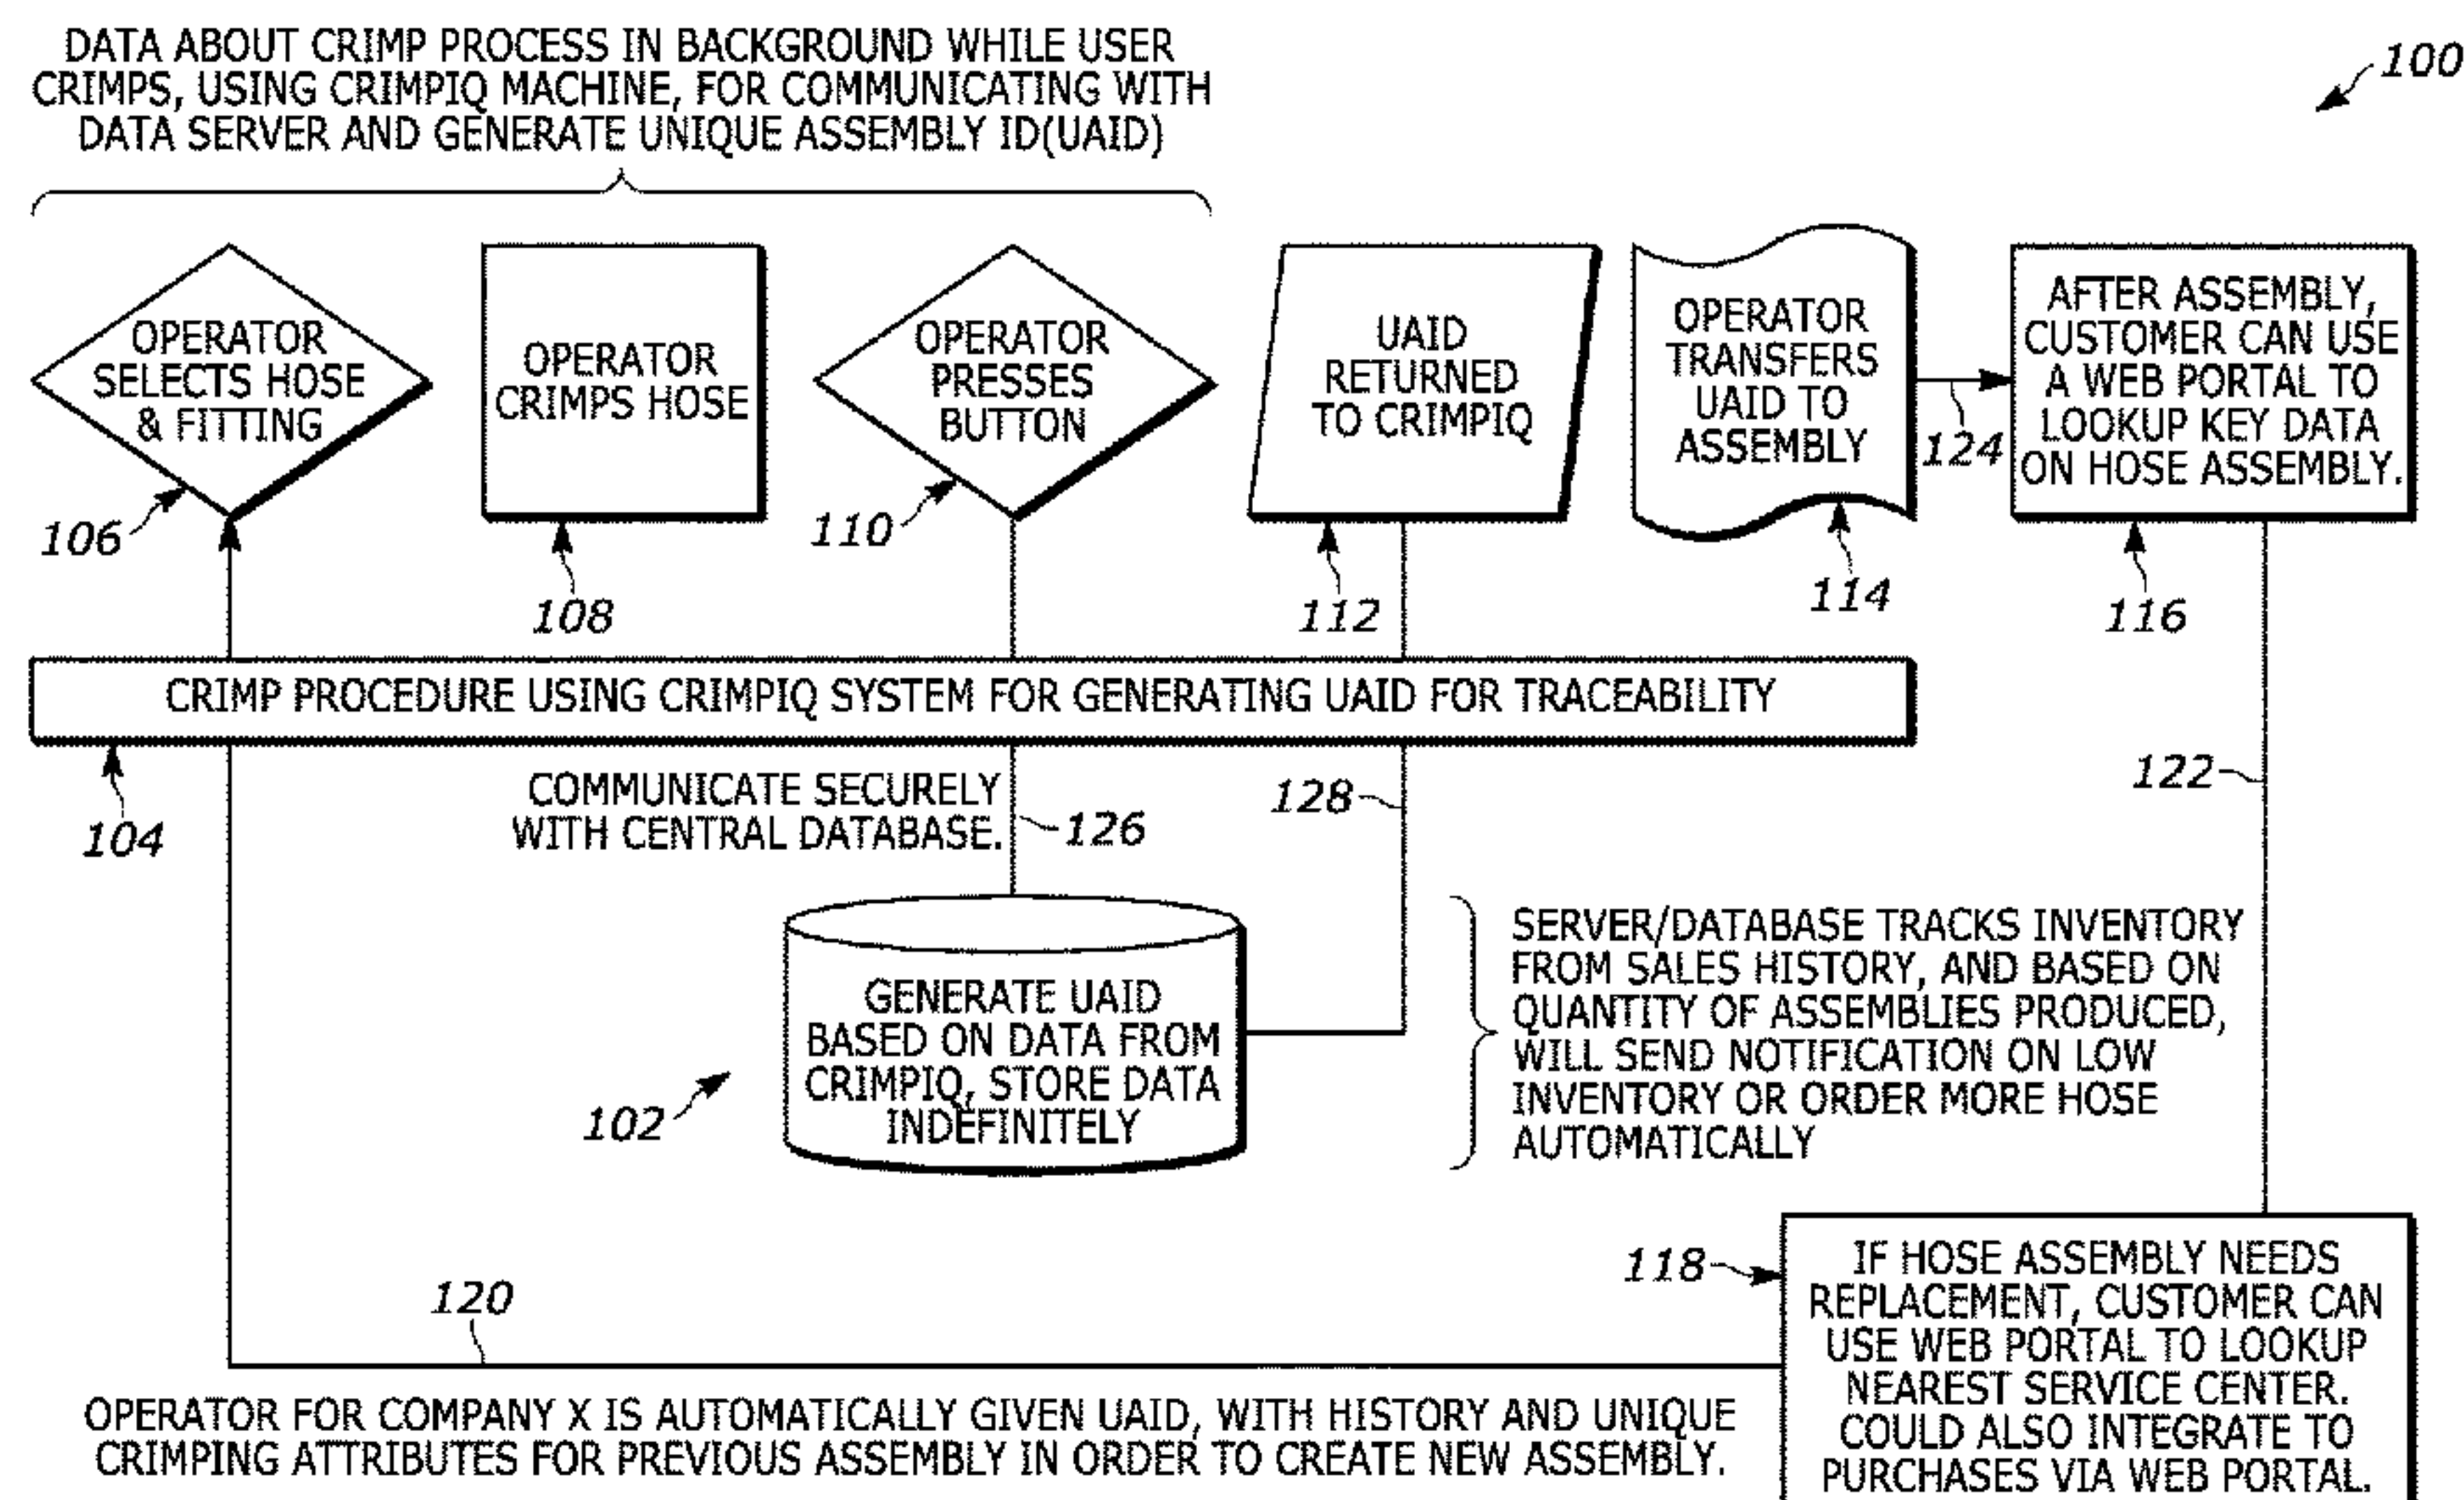 DATA ABOUT CRIMP PROCESS IN BACKGROUND WHILE USER
CRIMPS, USING CRIMPIQ MACHINE, FOR COMMUNICATING WITH
DATA SERVER AND GENERATE UNIQUE ASSEMBLY ID(UAID)
100
OPERATOR
SELECTS HOSE
& FITTING
106
OPERATOR
CRIMPS HOSE
108
OPERATOR
PRESSES
BUTTON
110
UAID
RETURNED
TO CRIMPIQ
112
OPERATOR
TRANSFERS
UAID TO
ASSEMBLY
114
124
AFTER ASSEMBLY,
CUSTOMER CAN USE
A WEB PORTAL TO
LOOKUP KEY DATA
ON HOSE ASSEMBLY.
116
CRIMP PROCEDURE USING CRIMPIQ SYSTEM FOR GENERATING UAID FOR TRACEABILITY
104
COMMUNICATE SECURELY
WITH CENTRAL DATABASE.
126
128
122
GENERATE UAID
BASED ON DATA FROM
CRIMPIQ, STORE DATA
INDEFINITELY
102
SERVER/DATABASE TRACKS INVENTORY
FROM SALES HISTORY, AND BASED ON
QUANTITY OF ASSEMBLIES PRODUCED,
WILL SEND NOTIFICATION ON LOW
INVENTORY OR ORDER MORE HOSE
AUTOMATICALLY
118
IF HOSE ASSEMBLY NEEDS
REPLACEMENT, CUSTOMER CAN
USE WEB PORTAL TO LOOKUP
NEAREST SERVICE CENTER.
COULD ALSO INTEGRATE TO
PURCHASES VIA WEB PORTAL.
120
OPERATOR FOR COMPANY X IS AUTOMATICALLY GIVEN UAID, WITH HISTORY AND UNIQUE
CRIMPING ATTRIBUTES FOR PREVIOUS ASSEMBLY IN ORDER TO CREATE NEW ASSEMBLY.